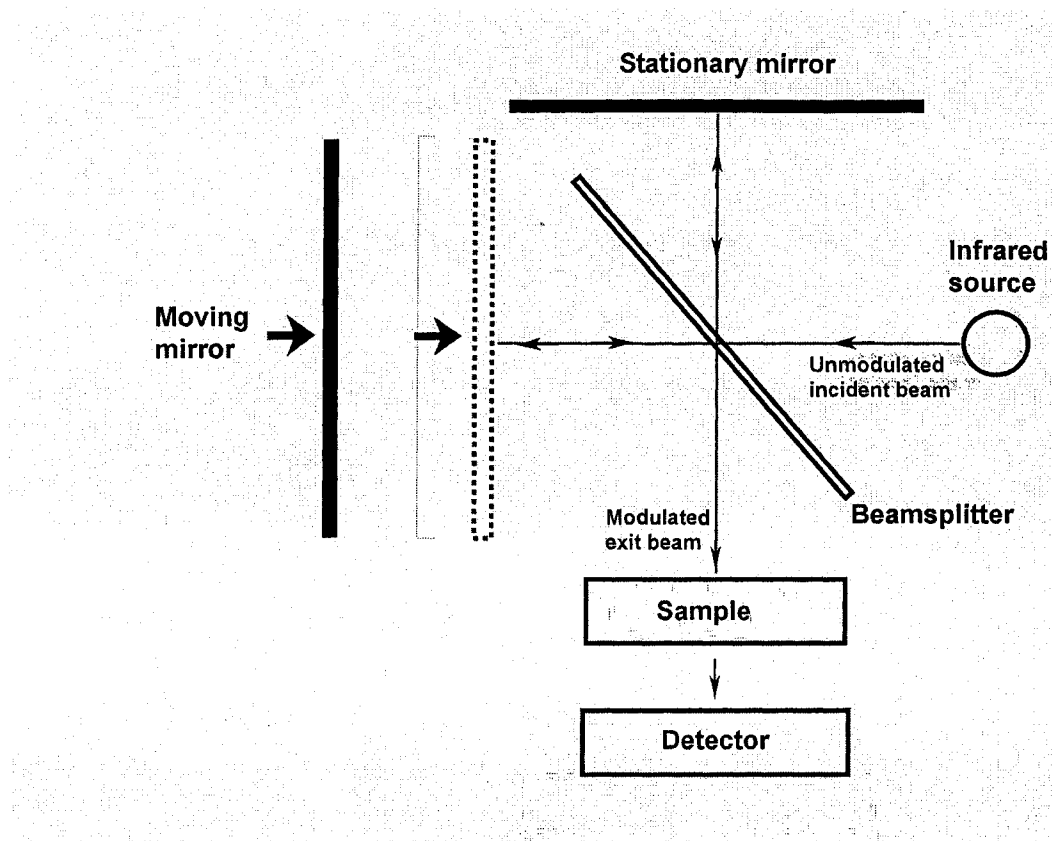 Stationary mirror
Infrared
source
Moving
mirror
Unmodulated
incident beam
Beamsplitter
Modulated
exit beam
Sample
Detector